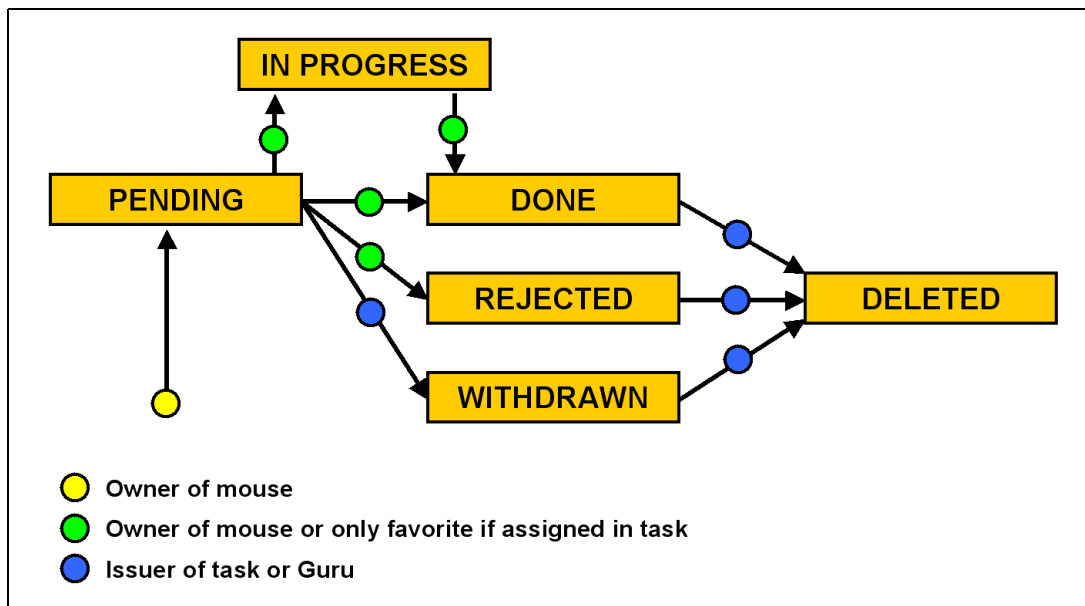 IN PROGRESS
PENDING
DONE
REJECTED
DELETED
WITHDRAWN
Owner of mouse
Owner of mouse or only favorite if assigned in task
Issuer of task or Guru